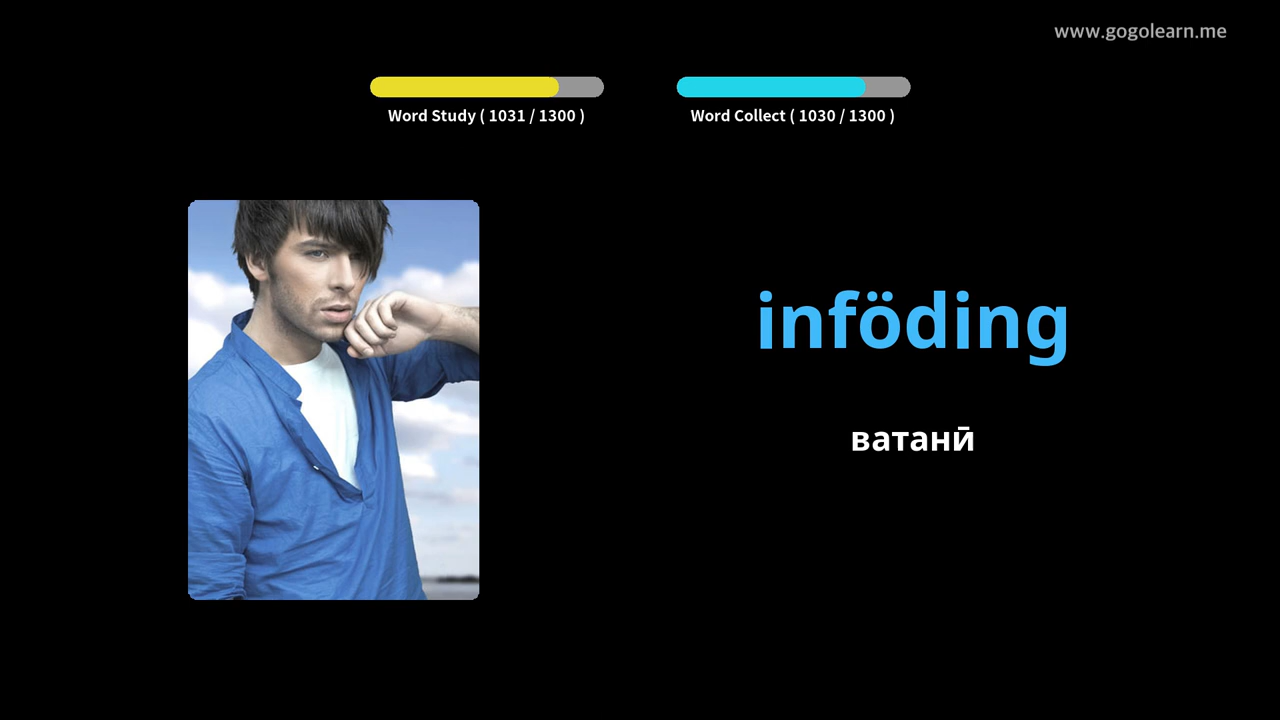 www.gogolearn.me
Word Study ( 1031 / 1300 )
Word Collect ( 1030 / 1300 )
inföding
ватанӣ